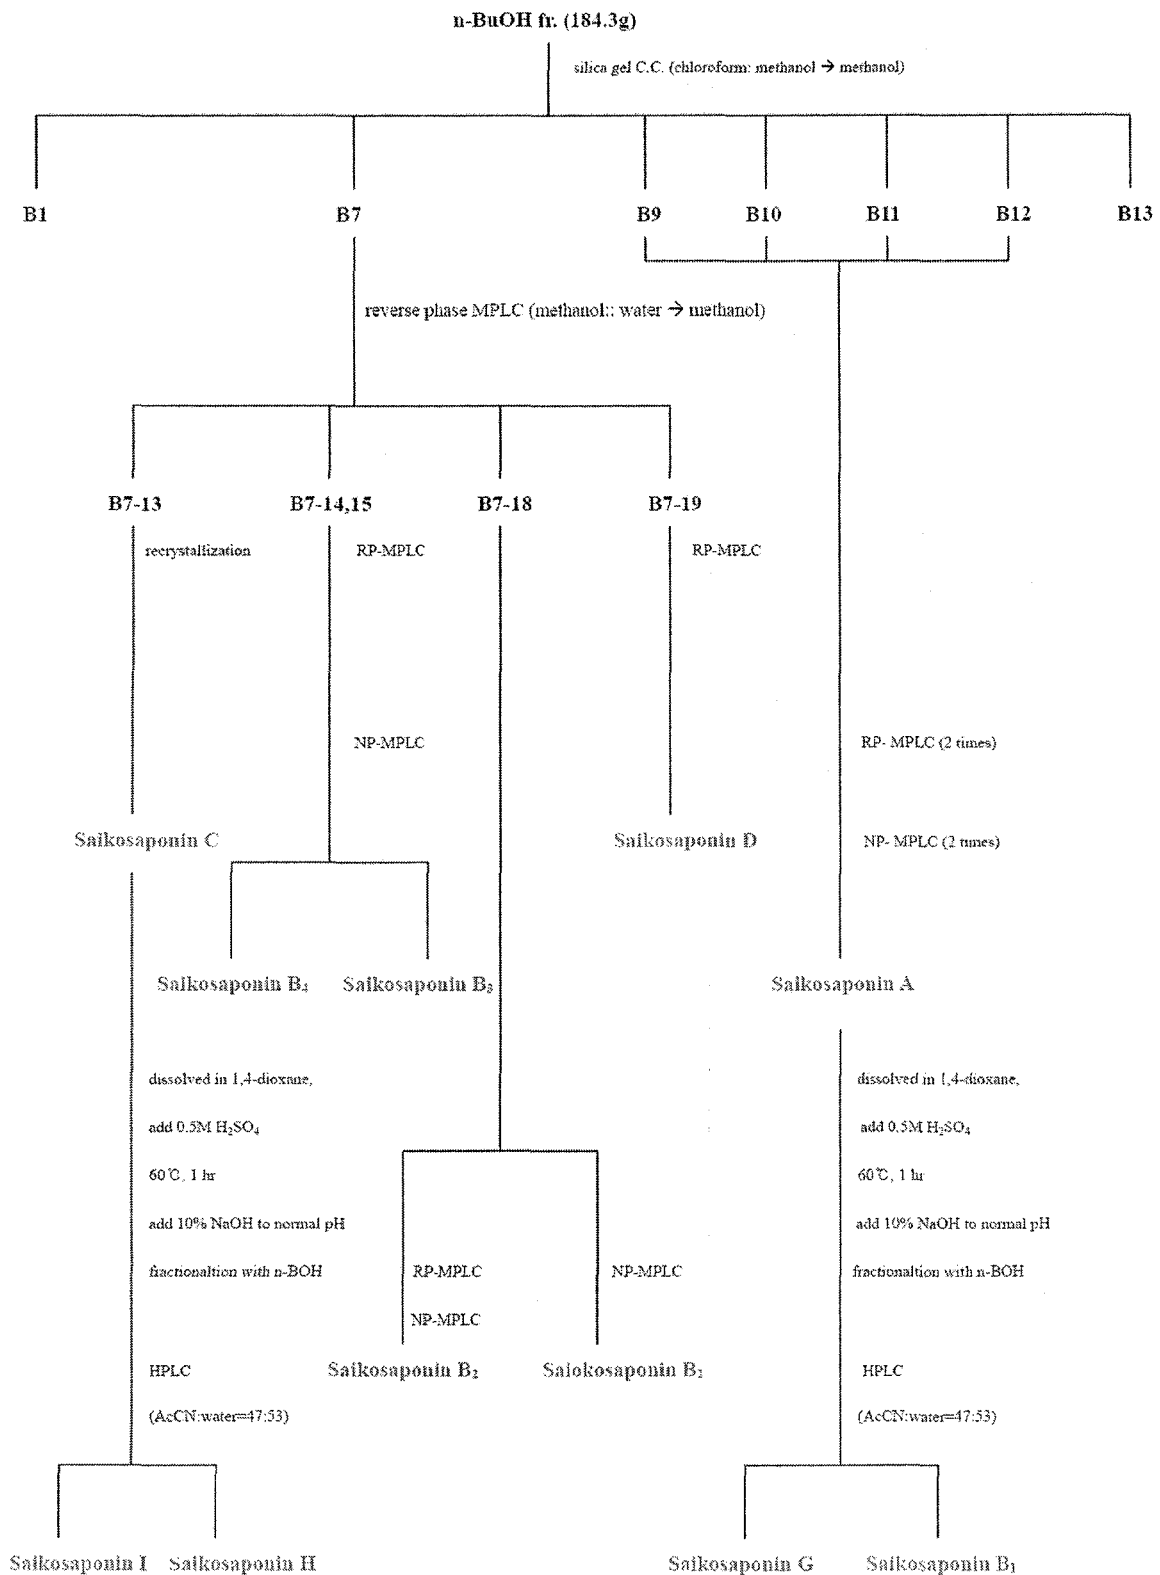 n-BuOH fr. (184.3g)
silica gel C.C. (chloroform: methanol → methanol)
B1 B7 B9 B10 B11 B12 B13
reverse phase MPLC (methanol:: water → methanol)
B7-13 B7-14,15 B7-18 B7-19
recrystallization RP-MPLC RP-MPLC
NP-MPLC RP- MPLC (2 times)
Saikosaponin C Saikosaponin D NP- MPLC (2 times)
Saikosaponin B₄ Saikosaponin B₃ Saikosaponin A
dissolved in 1,4-dioxane, dissolved in 1,4-dioxane,
add 0.5M H₂SO₄ add 0.5M H₂SO₄
60℃, 1 hr 60℃, 1 hr
add 10% NaOH to normal pH add 10% NaOH to normal pH
fractionaltion with n-BOH RP-MPLC NP-MPLC fractionaltion with n-BOH
NP-MPLC
Saikosaponin B₂ Saiokosaponin B₁
HPLC HPLC
(AcCN:water=47:53) (AcCN:water=47:53)
Saikosaponin I Saikosaponin H Saikosaponin G Saikosaponin B₁